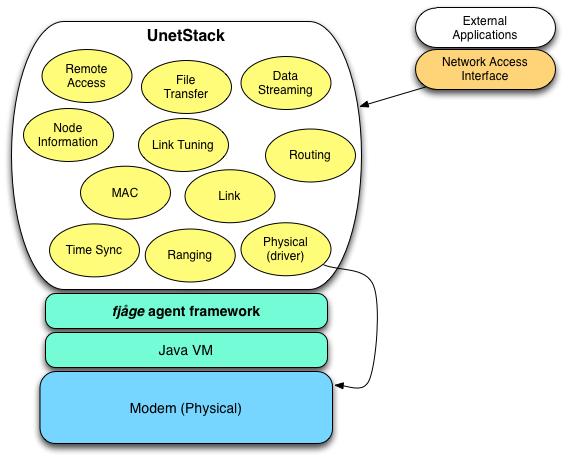 UnetStack
External
Applications
Network Access
Interface
Remote
Access
File
Transfer
Data
Streaming
Node
Information
Link Tuning
Routing
MAC
Link
Time Sync
Ranging
Physical
(driver)
fjåge agent framework
Java VM
Modem (Physical)